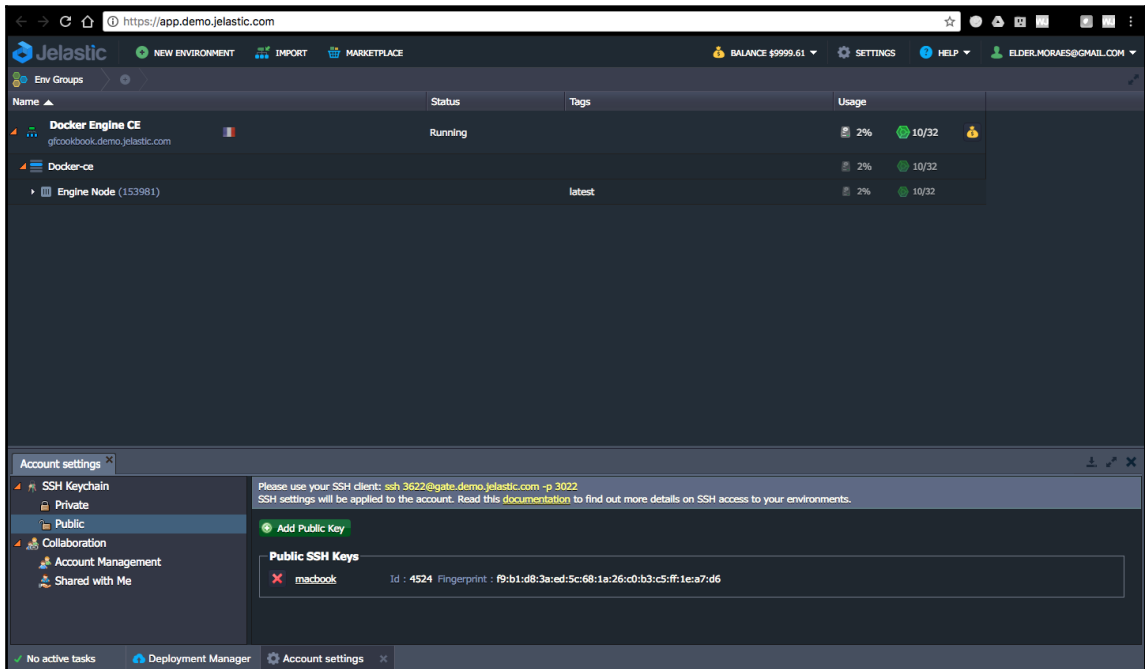 https://app.demo.jelastic.com
Jelastic NEW ENVIRONMENT IMPORT MARKETPLACE BALANCE $9999.61 SETTINGS HELP ELDER.MORAES@GMAIL.COM
Env Groups
Name Status Tags Usage
Docker Engine CE Running 2% 10/32
gfcookbook.demo.jelastic.com
Docker-ce 2% 10/32
Engine Node (153981) latest 2% 10/32
Account settings
SSH Keychain
Private
Public
Collaboration
Account Management
Shared with Me
Please use your SSH client: ssh 3622@gate.demo.jelastic.com -p 3022
SSH settings will be applied to the account. Read this documentation to find out more details on SSH access to your environments.
Add Public Key
Public SSH Keys
macbook Id : 4524 Fingerprint : f9:b1:d8:3a:ed:5c:68:1a:26:c0:b3:c5:ff:1e:a7:d6
No active tasks Deployment Manager Account settings